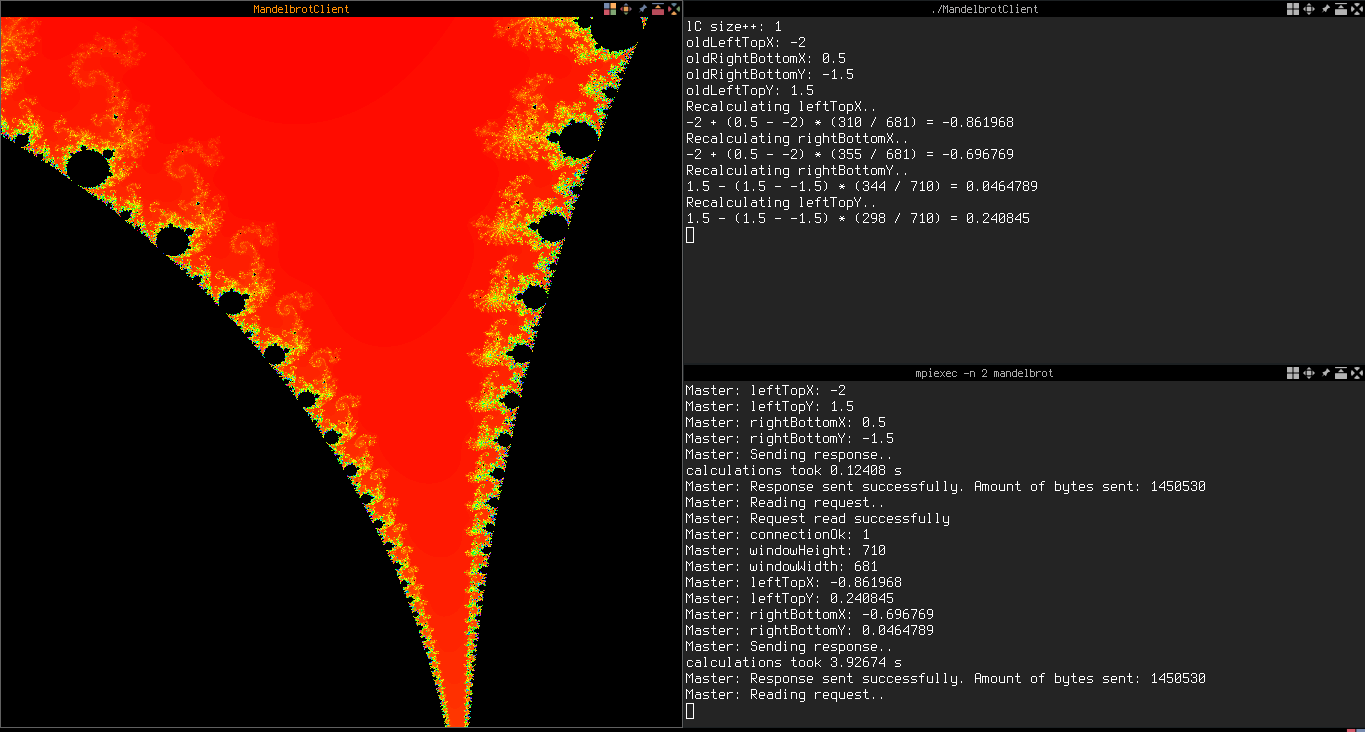 MandelbrotClient
./MandelbrotClient
lC size++: 1
oldLeftTopX: -2
oldRightBottomX: 0.5
oldRightBottomY: -1.5
oldLeftTopY: 1.5
Recalculating leftTopX..
-2 + (0.5 - -2) * (310 / 681) = -0.861968
Recalculating rightBottomX..
-2 + (0.5 - -2) * (355 / 681) = -0.696769
Recalculating rightBottomY..
1.5 - (1.5 - -1.5) * (344 / 710) = 0.0464789
Recalculating leftTopY..
1.5 - (1.5 - -1.5) * (298 / 710) = 0.240845
mpiexec -n 2 mandelbrot
Master: leftTopX: -2
Master: leftTopY: 1.5
Master: rightBottomX: 0.5
Master: rightBottomY: -1.5
Master: Sending response..
calculations took 0.12408 s
Master: Response sent successfully. Amount of bytes sent: 1450530
Master: Reading request..
Master: Request read successfully
Master: connectionOk: 1
Master: windowHeight: 710
Master: windowWidth: 681
Master: leftTopX: -0.861968
Master: leftTopY: 0.240845
Master: rightBottomX: -0.696769
Master: rightBottomY: 0.0464789
Master: Sending response..
calculations took 3.92674 s
Master: Response sent successfully. Amount of bytes sent: 1450530
Master: Reading request..